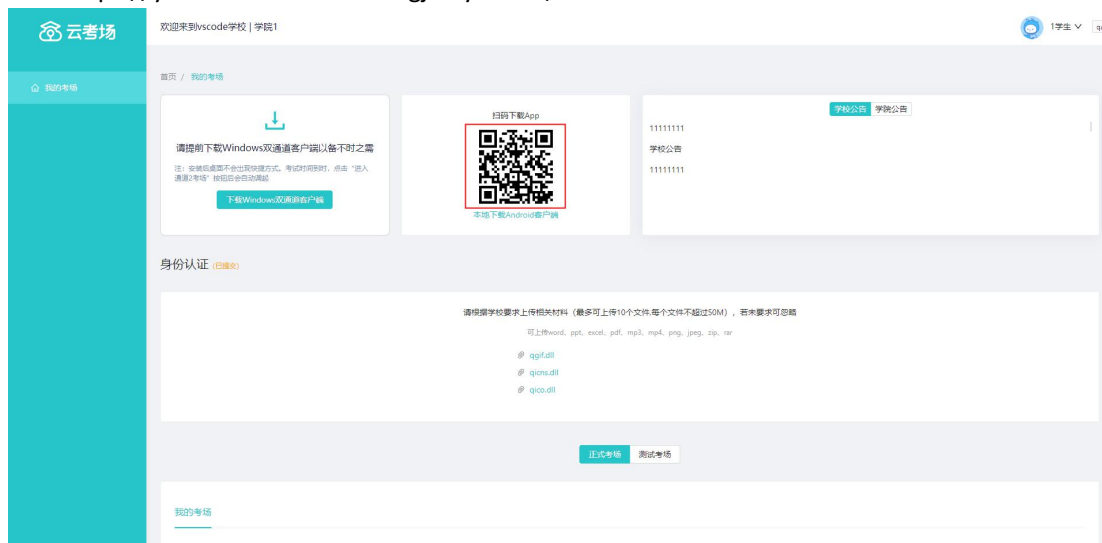 云考场
欢迎来到vscode学校 | 学院1
1学生
我的考场
首页 / 我的考场
请提前下载Windows双通道客户端以备不时之需
注：安装后桌面不会出现快捷方式。考试时间到时，点击“进入
通道2考场”按钮后会自动调起
下载Windows双通道客户端
扫码下载App
本地下载Android客户端
学校公告 学院公告
11111111
学校公告
11111111
身份认证 (已提交)
请根据学校要求上传相关材料（最多可上传10个文件,每个文件不超过50M），若未要求可忽略
可上传word、ppt、excel、pdf、mp3、mp4、png、jpeg、zip、rar
qgif.dll
qicns.dll
qico.dll
正式考场 测试考场
我的考场